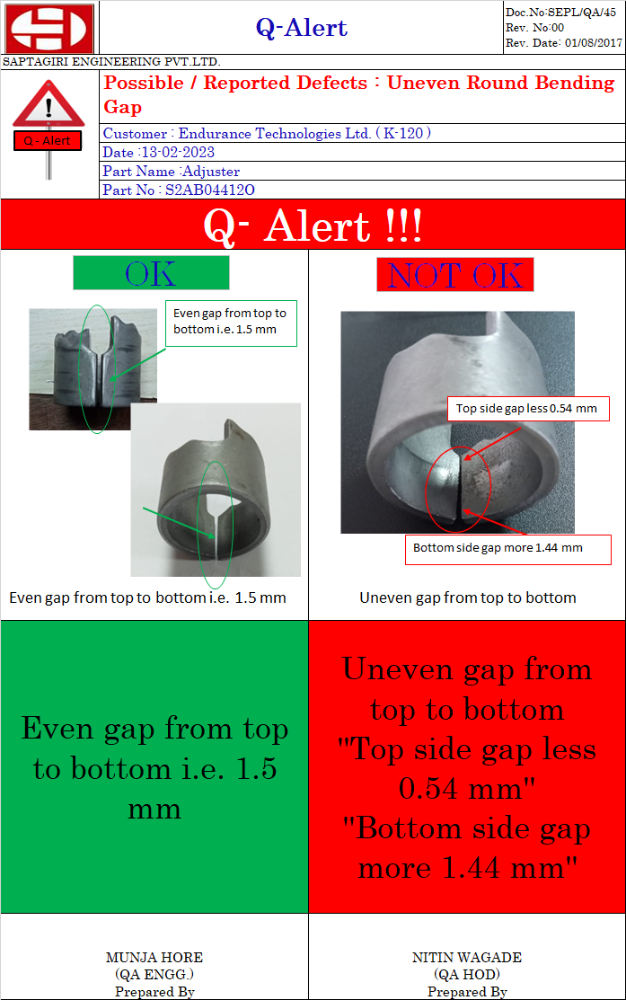 Q-Alert
Doc.No:SEPL/QA/45
Rev. No:00
Rev. Date: 01/08/2017
SAPTAGIRI ENGINEERING PVT.LTD.
Q - Alert
Possible / Reported Defects : Uneven Round Bending
Gap
Customer : Endurance Technologies Ltd. ( K-120 )
Date :13-02-2023
Part Name :Adjuster
Part No : S2AB04412O
Q- Alert !!!
OK
Even gap from top to
bottom i.e. 1.5 mm
Even gap from top to bottom i.e. 1.5 mm
NOT OK
Top side gap less 0.54 mm
Bottom side gap more 1.44 mm
Uneven gap from top to bottom
Even gap from top
to bottom i.e. 1.5
mm
Uneven gap from
top to bottom
"Top side gap less
0.54 mm"
"Bottom side gap
more 1.44 mm"
MUNJA HORE
(QA ENGG.)
Prepared By
NITIN WAGADE
(QA HOD)
Prepared By